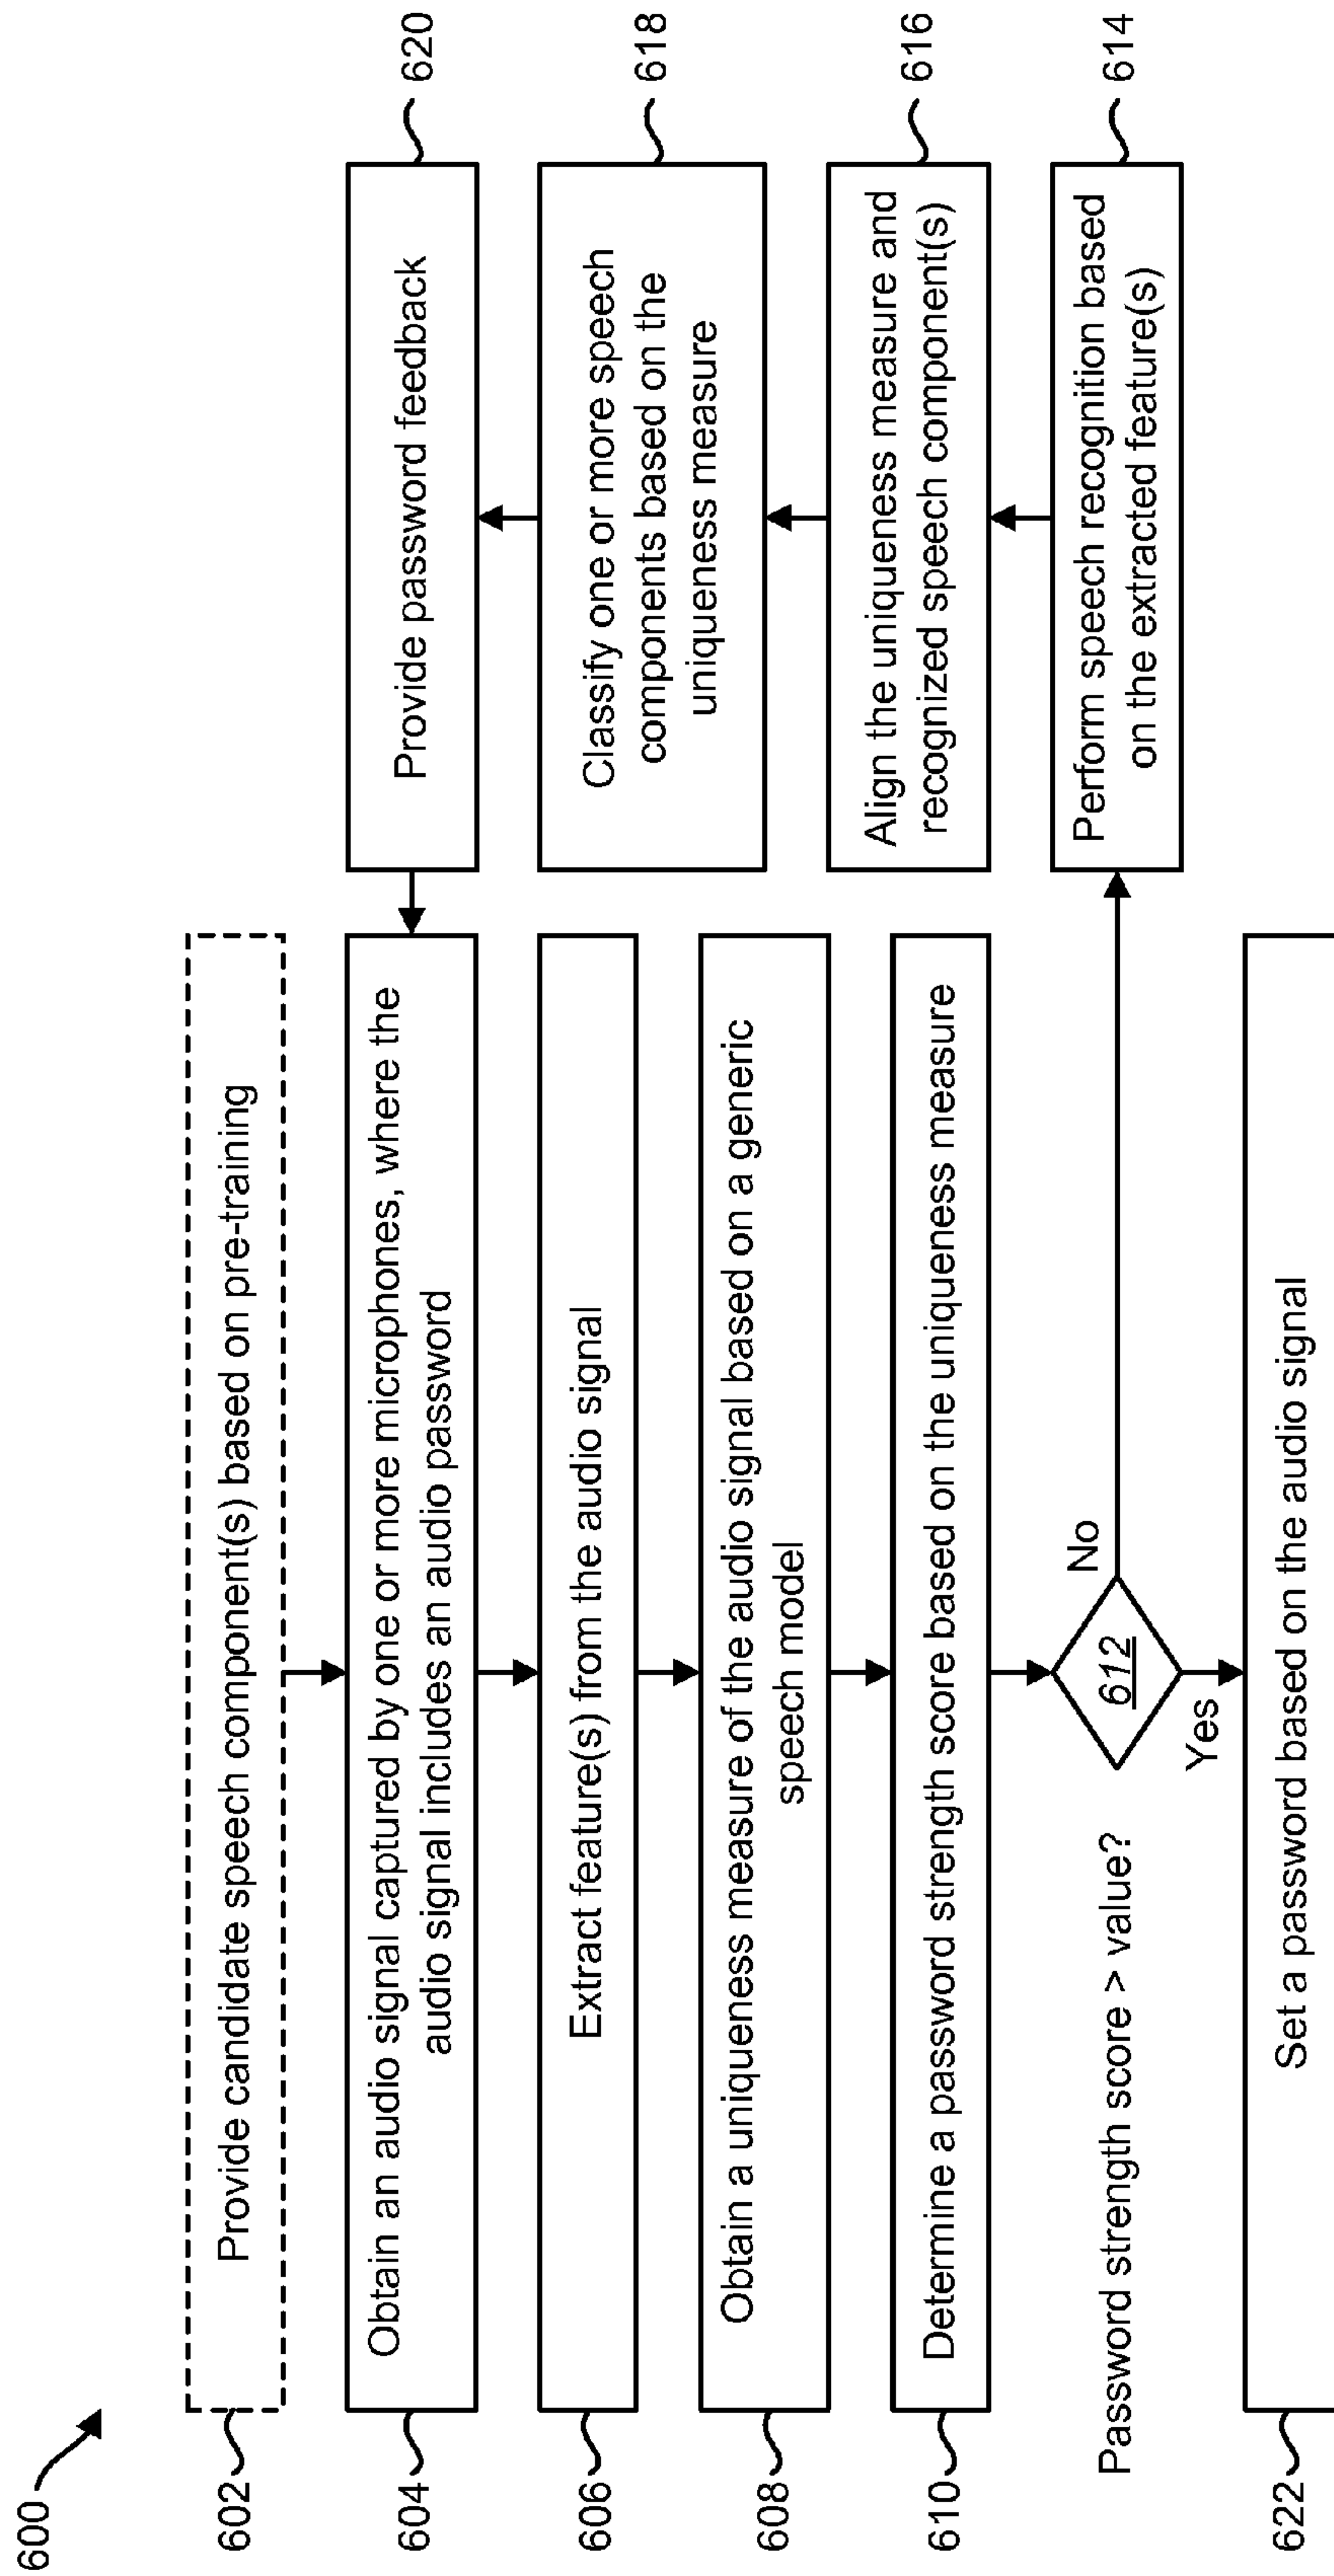 600
602
Provide candidate speech component(s) based on pre-training
604
Obtain an audio signal captured by one or more microphones, where the
audio signal includes an audio password
606
Extract feature(s) from the audio signal
608
Obtain a uniqueness measure of the audio signal based on a generic
speech model
610
Determine a password strength score based on the uniqueness measure
Password strength score > value?
612
No
Yes
622
Set a password based on the audio signal
Perform speech recognition based
on the extracted feature(s)
614
Align the uniqueness measure and
recognized speech component(s)
616
Classify one or more speech
components based on the
uniqueness measure
618
Provide password feedback
620